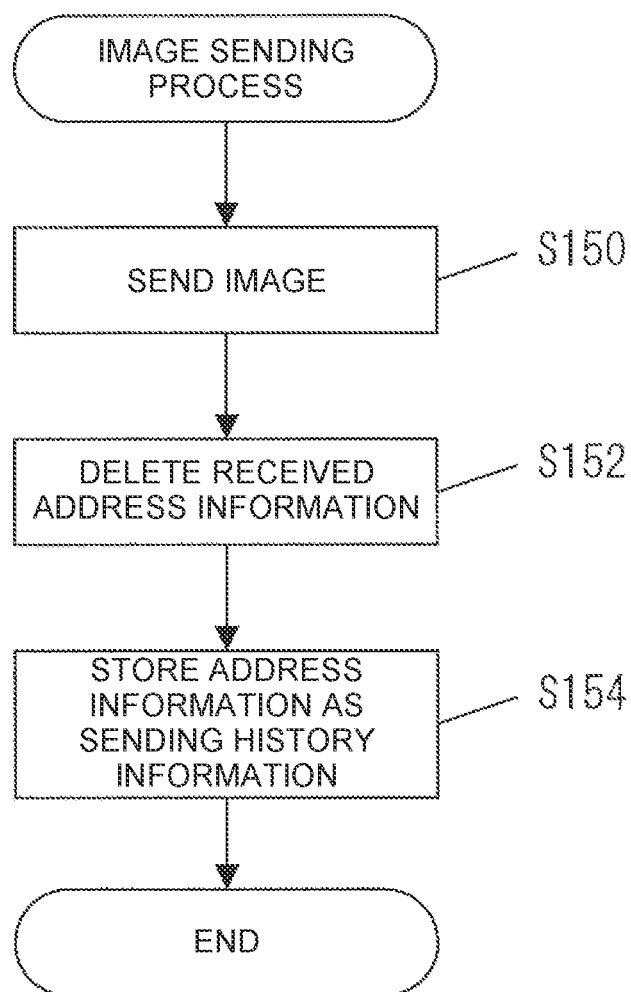 IMAGE SENDING
PROCESS
SEND IMAGE
S150
DELETE RECEIVED
ADDRESS INFORMATION
S152
STORE ADDRESS
INFORMATION AS
SENDING HISTORY
INFORMATION
S154
END